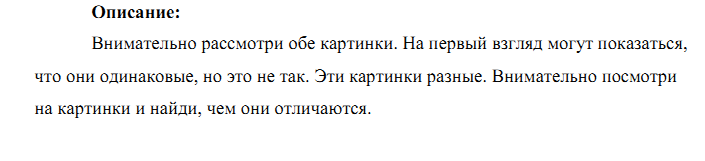 Описание:
Внимательно рассмотри обе картинки. На первый взгляд могут показаться,
что они одинаковые, но это не так. Эти картинки разные. Внимательно посмотри
на картинки и найди, чем они отличаются.